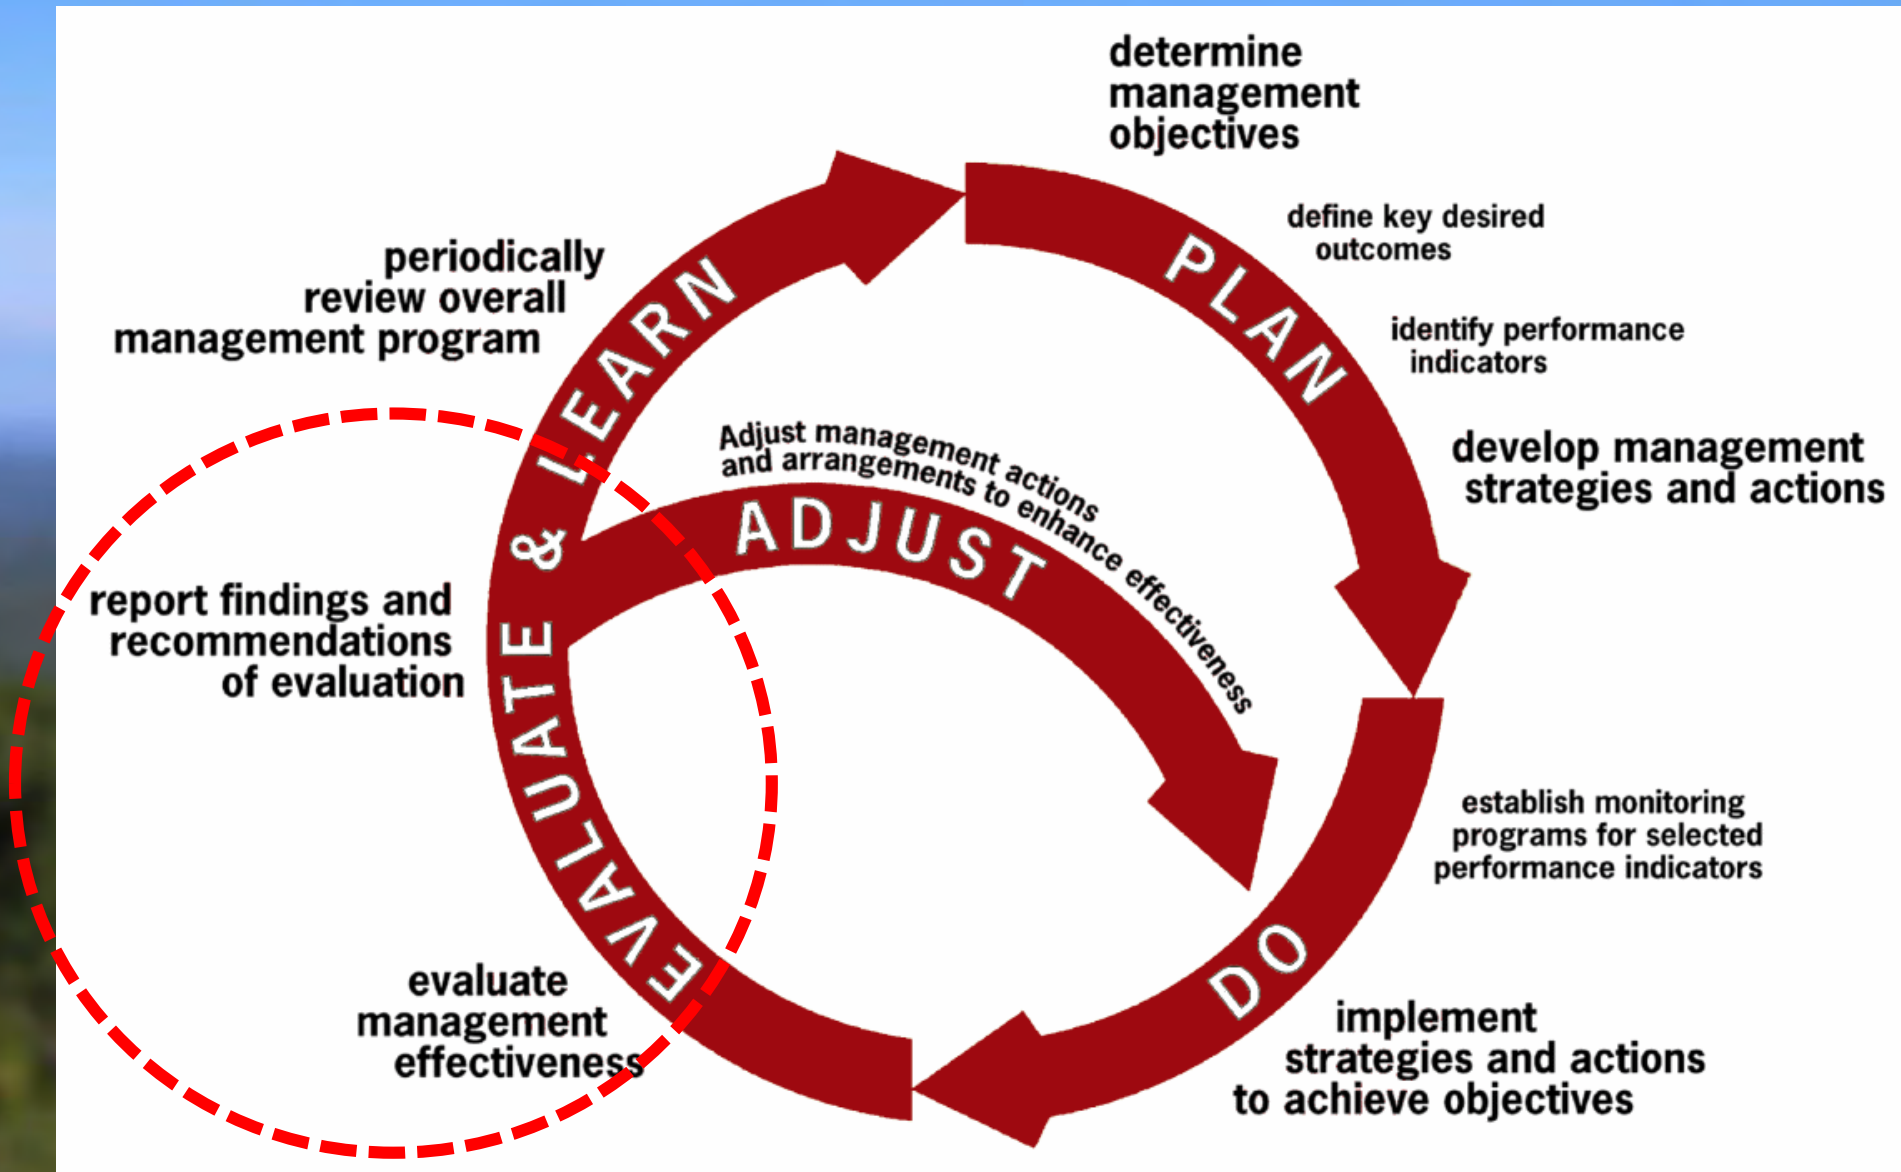 determine
management
objectives
define key desired
outcomes
identify performance
indicators
develop management
strategies and actions
PLAN
establish monitoring
programs for selected
performance indicators
DO
implement
strategies and actions
to achieve objectives
evaluate
management
effectiveness
report findings and
recommendations
of evaluation
EVALUATE & LEARN
periodically
review overall
management program
Adjust management actions
and arrangements to enhance effectiveness
ADJUST